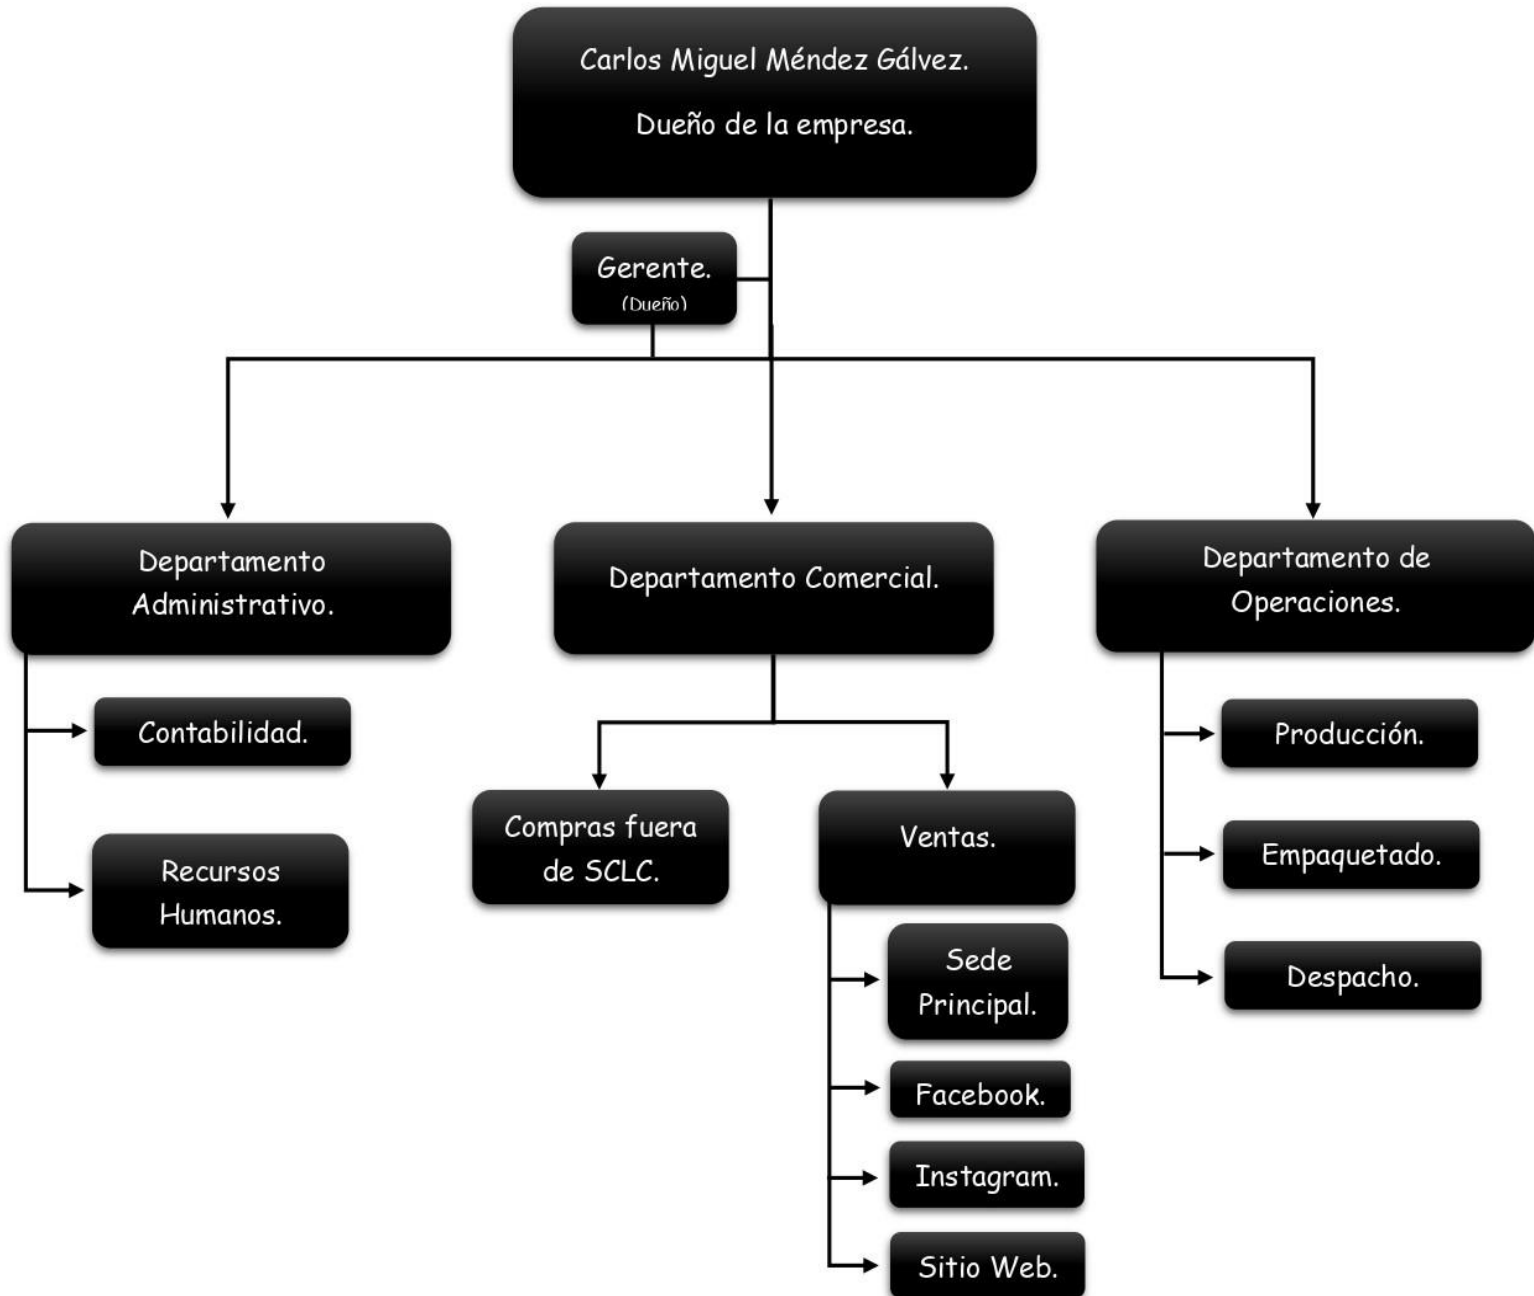 Carlos Miguel Méndez Gálvez.
Dueño de la empresa.
Gerente.
(Dueño)
Departamento
Administrativo.
Departamento Comercial.
Departamento de
Operaciones.
Contabilidad.
Recursos
Humanos.
Compras fuera
de SCLC.
Ventas.
Sede
Principal.
Facebook.
Instagram.
Sitio Web.
Producción.
Empaquetado.
Despacho.